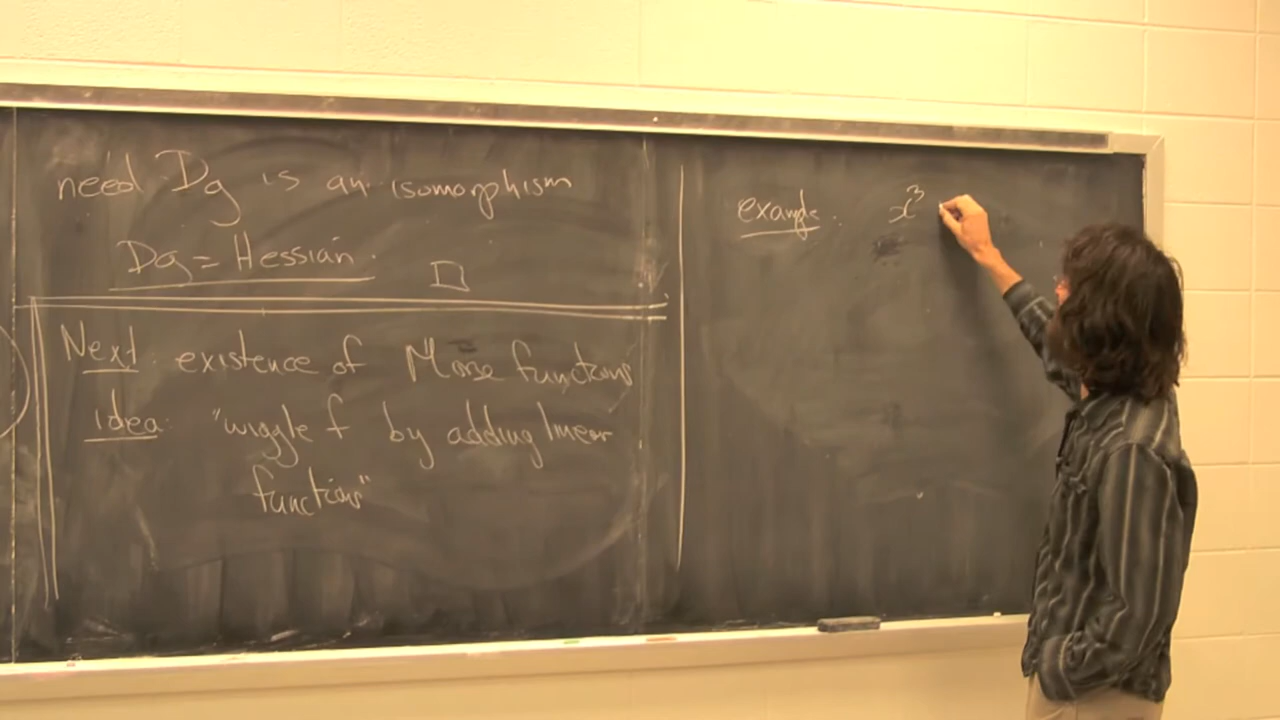 need Dg is an isomorphism
Dg = Hessian.
□
Next: existence of Morse functions
idea: "wiggle f by adding linear
functions"
example: x³